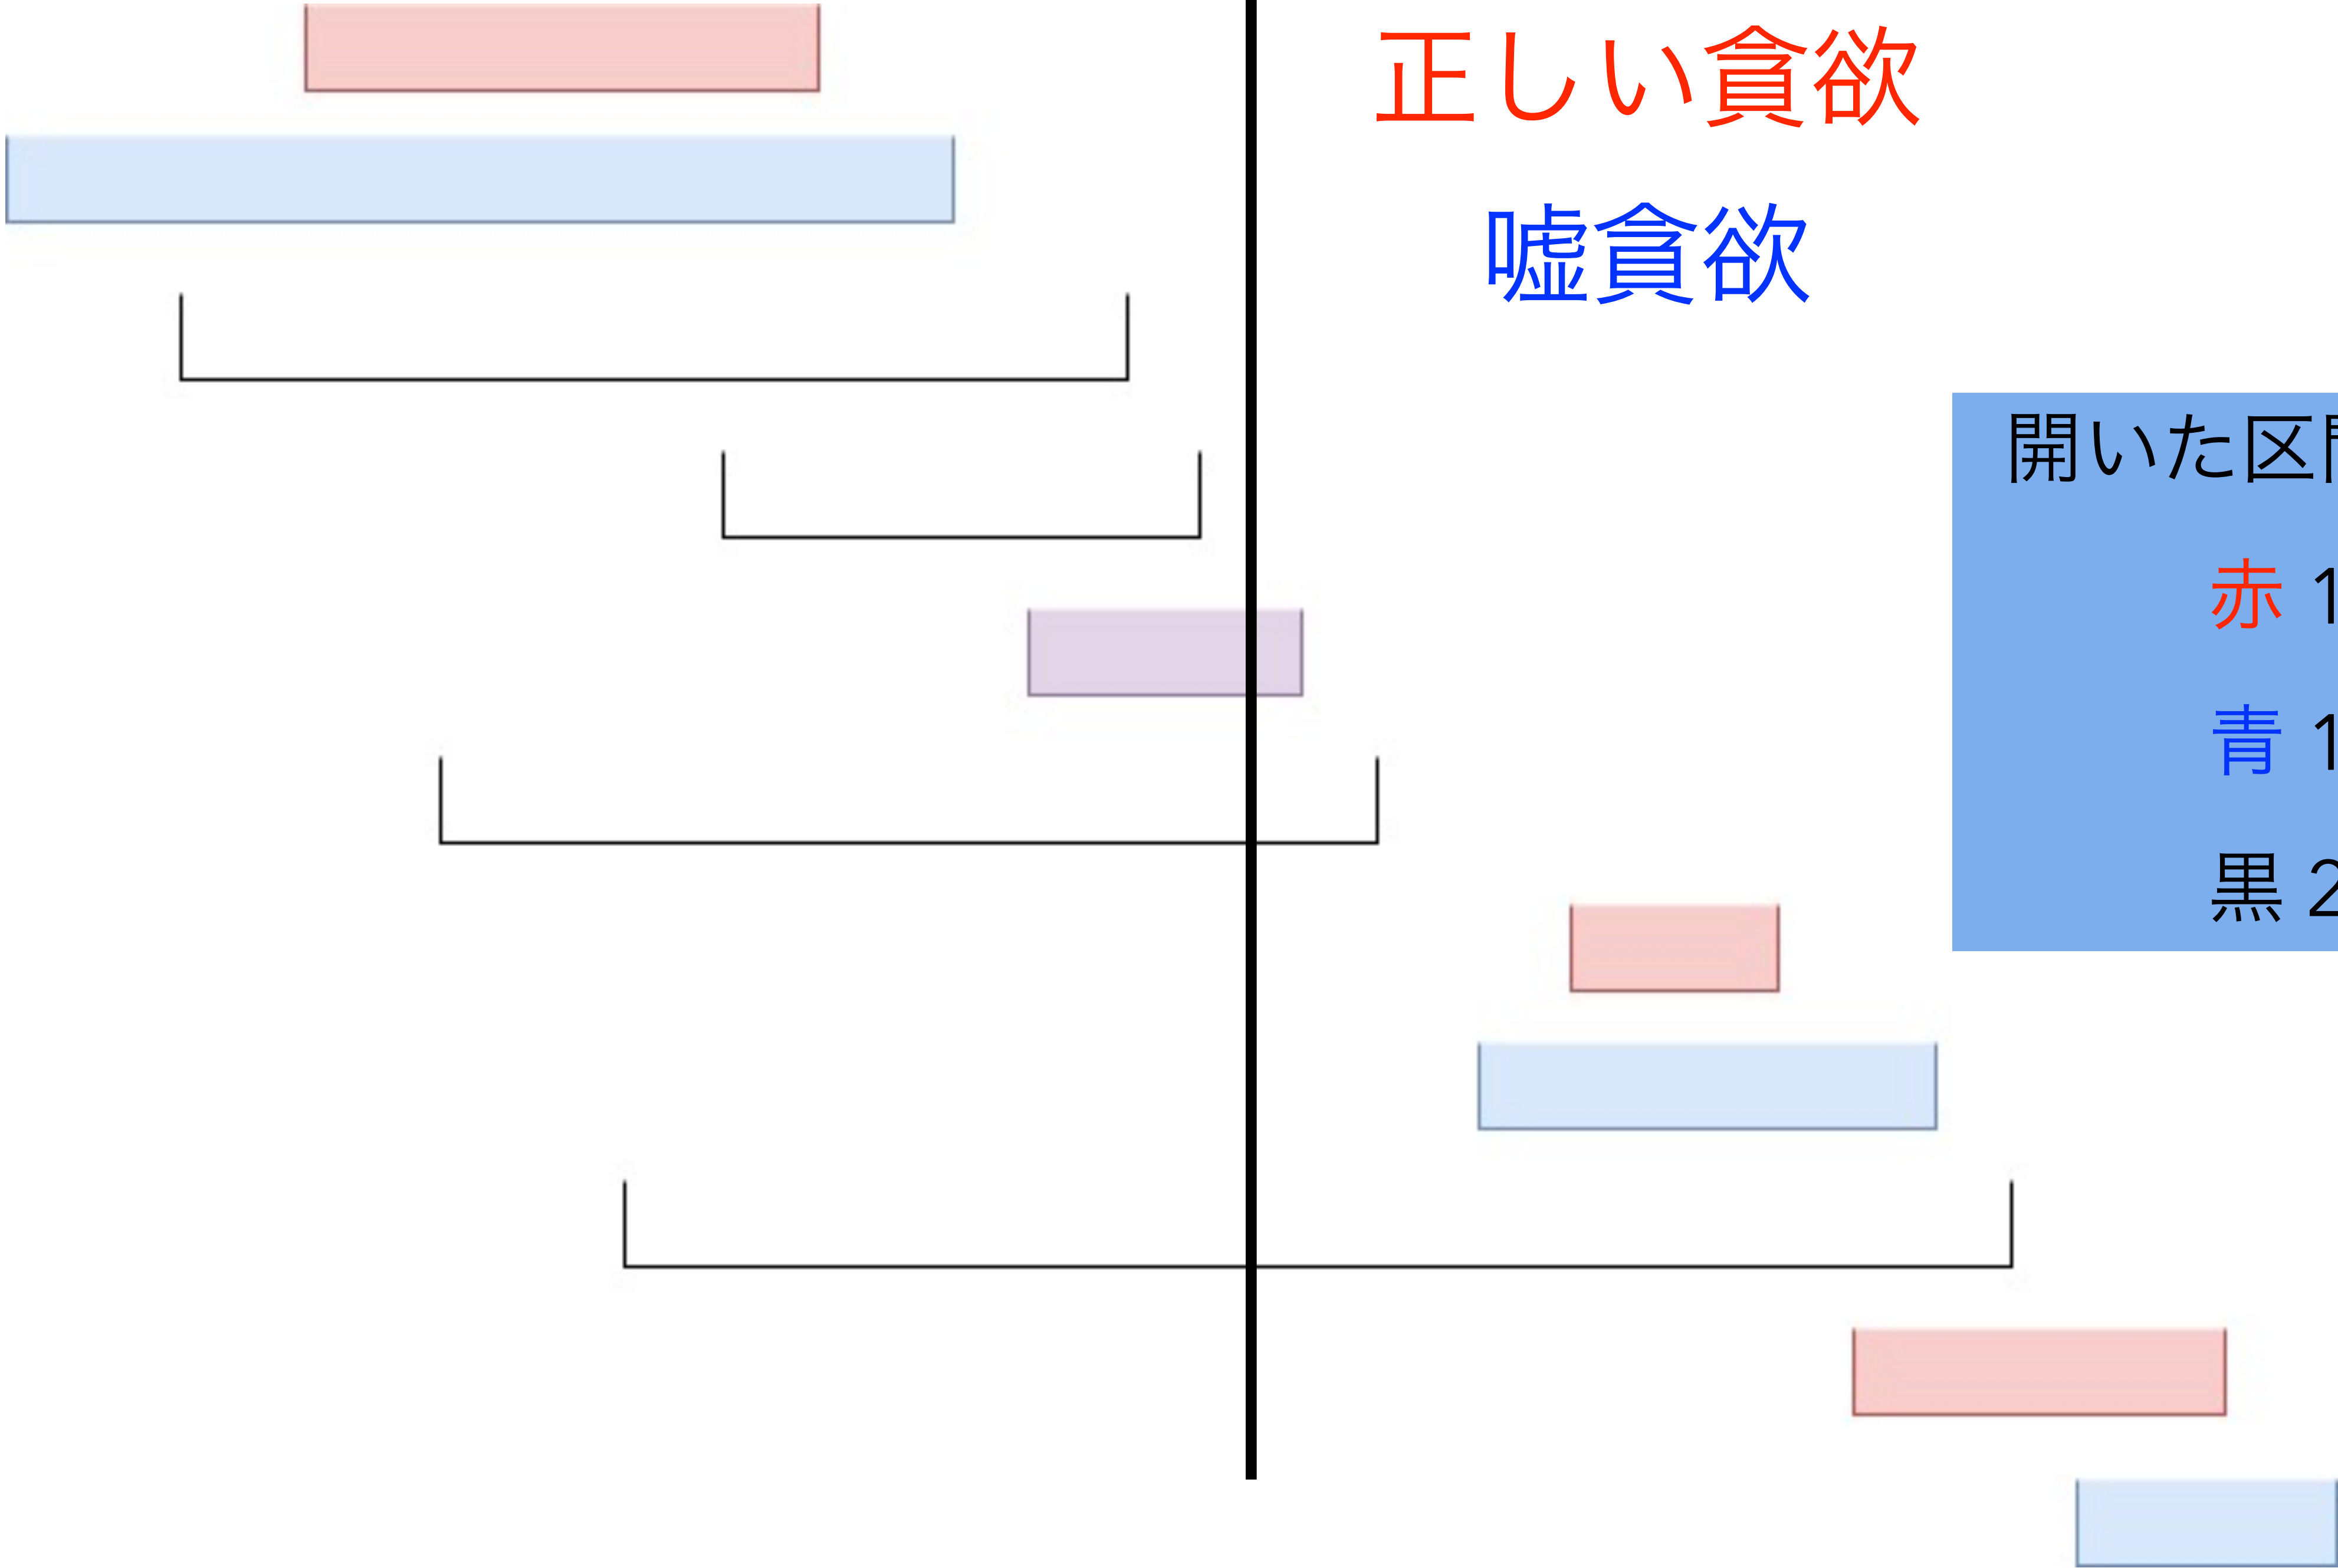 正しい貪欲
嘘貪欲
開いた区
赤 1
青 1
黒 2